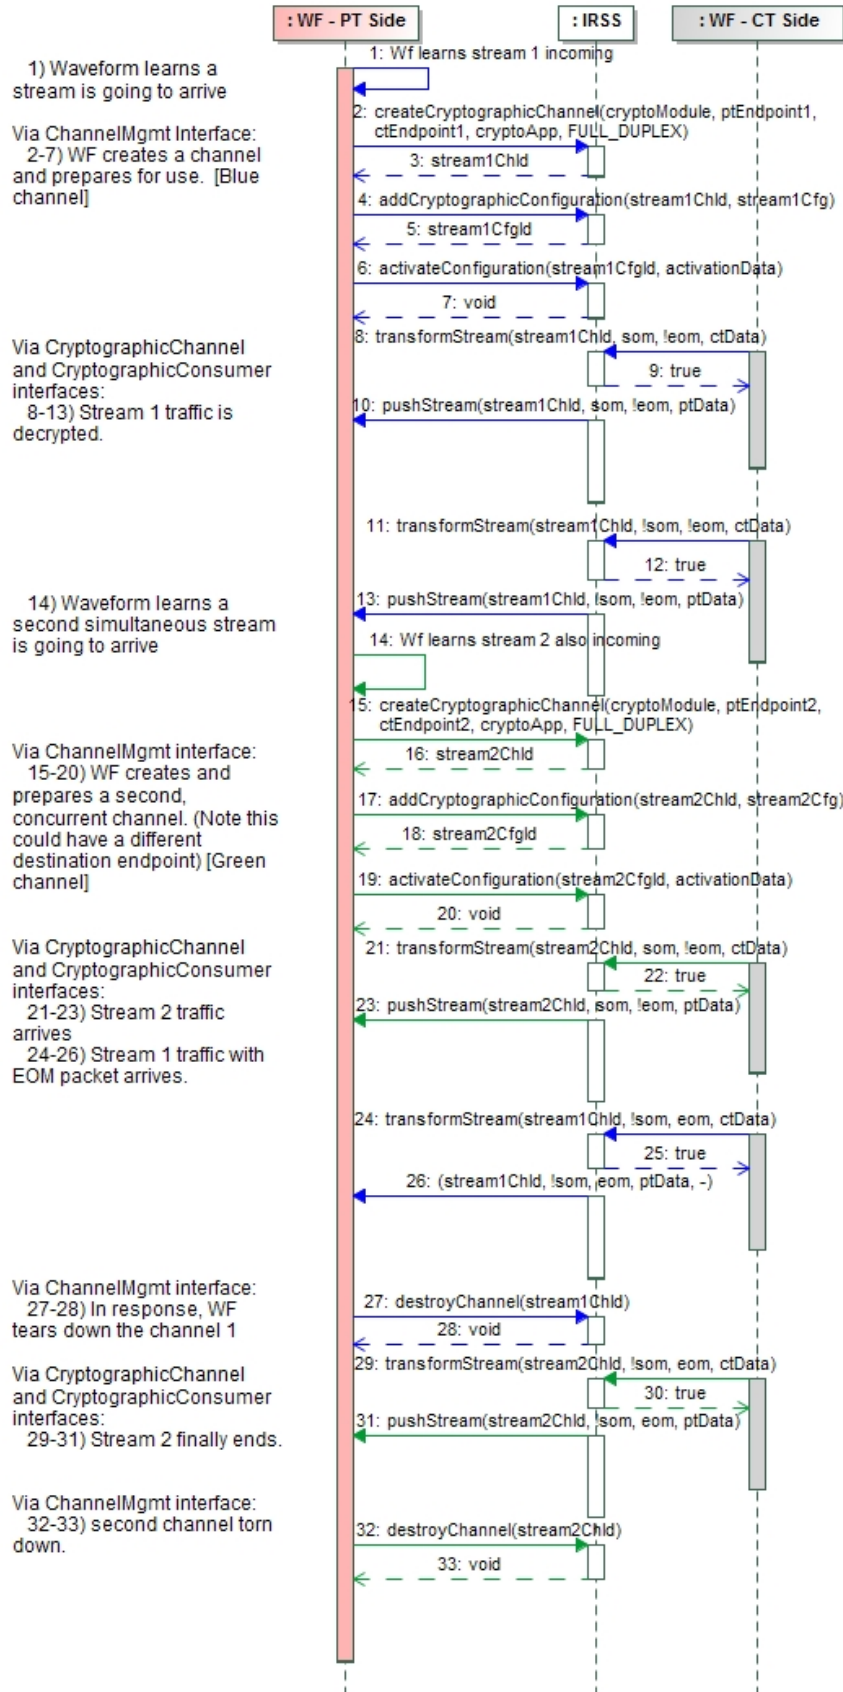 : WF - PT Side
: IRSS
: WF - CT Side
1: Wf learns stream 1 incoming
1) Waveform learns a
stream is going to arrive
2: createCryptographicChannel(cryptoModule, ptEndpoint1,
ctEndpoint1, cryptoApp, FULL_DUPLEX)
Via ChannelMgmt Interface:
2-7) WF creates a channel
and prepares for use. [Blue
channel]
3: stream1ChId
4: addCryptographicConfiguration(stream1ChId, stream1Cfg)
5: stream1CfgId
6: activateConfiguration(stream1CfgId, activationData)
7: void
8: transformStream(stream1ChId, som, !eom, ctData)
Via CryptographicChannel
and CryptographicConsumer
interfaces:
8-13) Stream 1 traffic is
decrypted.
9: true
10: pushStream(stream1ChId, som, !eom, ptData)
11: transformStream(stream1ChId, !som, !eom, ctData)
12: true
13: pushStream(stream1ChId, !som, !eom, ptData)
14) Waveform learns a
second simultaneous stream
is going to arrive
14: Wf learns stream 2 also incoming
15: createCryptographicChannel(cryptoModule, ptEndpoint2,
ctEndpoint2, cryptoApp, FULL_DUPLEX)
16: stream2ChId
Via ChannelMgmt interface:
15-20) WF creates and
prepares a second,
concurrent channel. (Note this
could have a different
destination endpoint) [Green
channel]
17: addCryptographicConfiguration(stream2ChId, stream2Cfg)
18: stream2CfgId
19: activateConfiguration(stream2CfgId, activationData)
20: void
21: transformStream(stream2ChId, som, !eom, ctData)
Via CryptographicChannel
and CryptographicConsumer
interfaces:
21-23) Stream 2 traffic
arrives
24-26) Stream 1 traffic with
EOM packet arrives.
22: true
23: pushStream(stream2ChId, som, !eom, ptData)
24: transformStream(stream1ChId, !som, eom, ctData)
25: true
26: (stream1ChId, !som, eom, ptData, -)
Via ChannelMgmt interface:
27-28) In response, WF
tears down the channel 1
27: destroyChannel(stream1ChId)
28: void
29: transformStream(stream2ChId, !som, eom, ctData)
Via CryptographicChannel
and CryptographicConsumer
interfaces:
29-31) Stream 2 finally ends.
30: true
31: pushStream(stream2ChId, !som, eom, ptData)
Via ChannelMgmt interface:
32-33) second channel torn
down.
32: destroyChannel(stream2ChId)
33: void